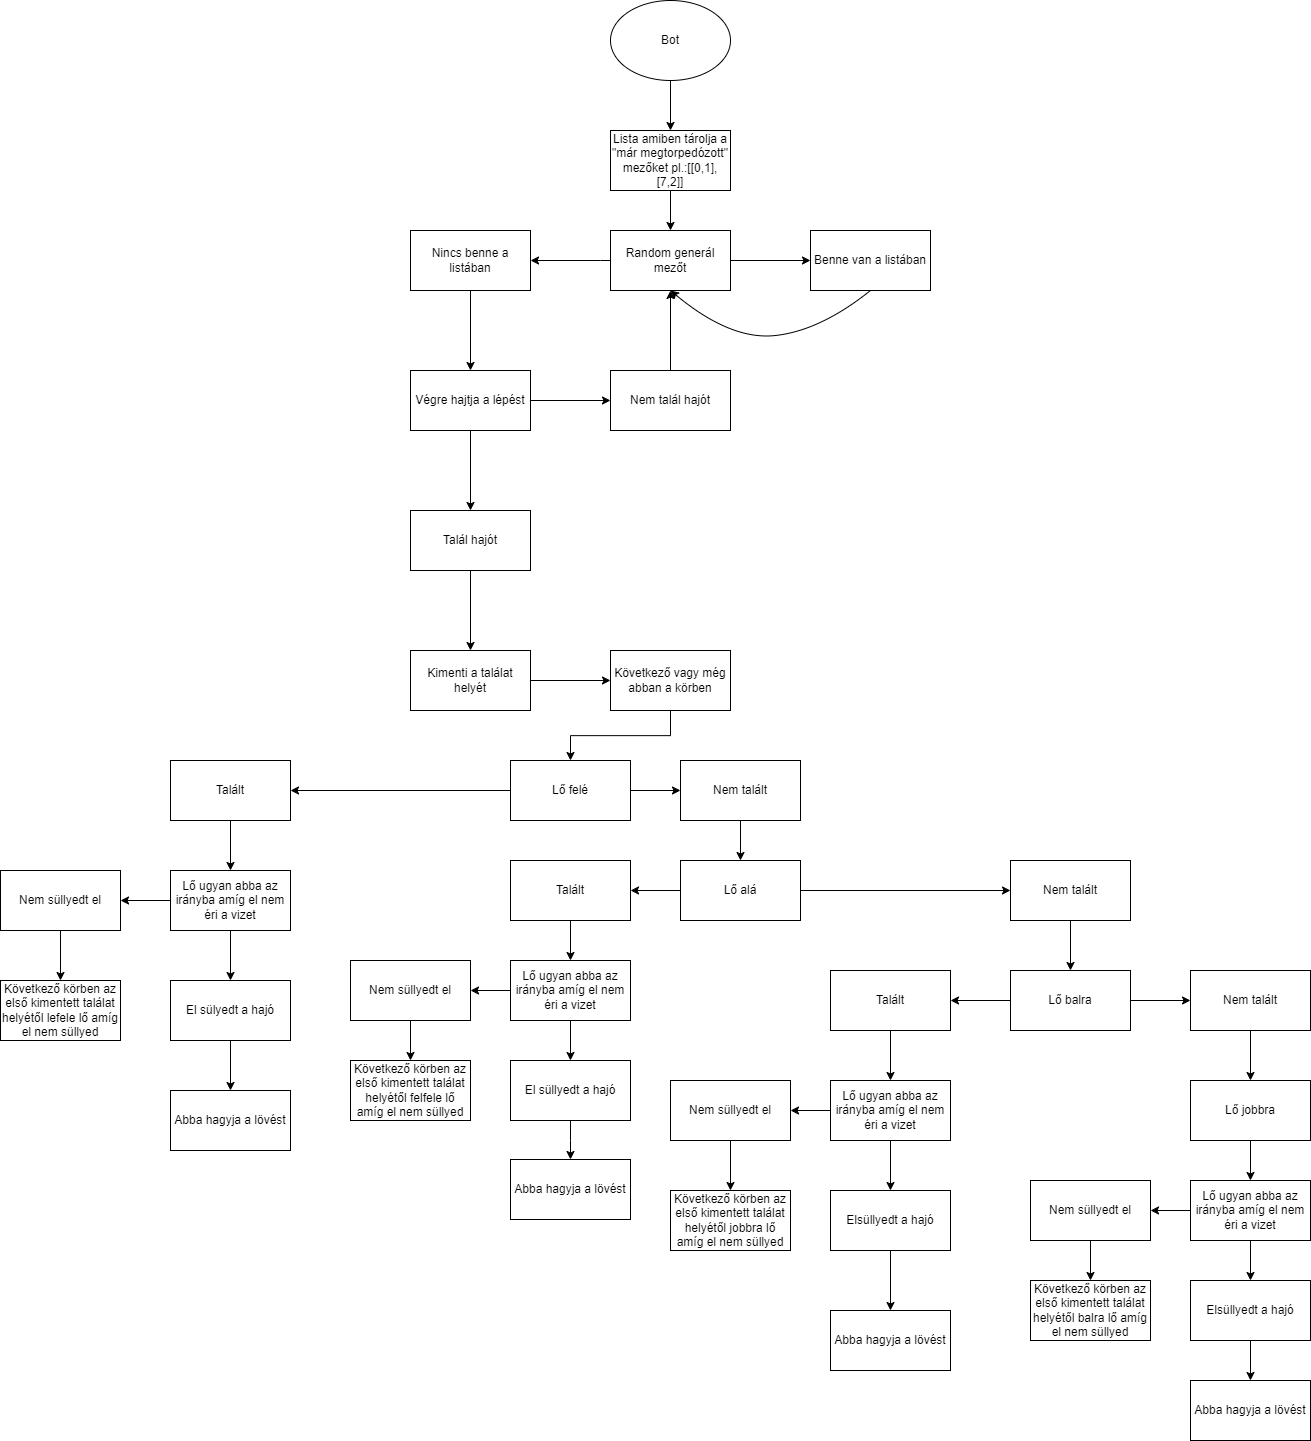 Bot
Lista amiben tárolja a
"már megtorpedózott"
mezőket pl.:[[0,1],
[7,2]]
Nincs benne a
listában
Random generál
mezőt
Benne van a listában
Végre hajtja a lépést
Nem talál hajót
Talál hajót
Kimenti a találat
helyét
Következő vagy még
abban a körben
Talált
Lő felé
Nem talált
Talált
Lő alá
Nem talált
Nem süllyedt el
Lő ugyan abba az
irányba amíg el nem
éri a vizet
Következő körben az
első kimentett találat
helyétől lefele lő amíg
el nem süllyed
El sülyedt a hajó
Abba hagyja a lövést
Nem süllyedt el
Lő ugyan abba az
irányba amíg el nem
éri a vizet
Következő körben az
első kimentett találat
helyétől felfele lő
amíg el nem süllyed
El süllyedt a hajó
Abba hagyja a lövést
Talált
Lő balra
Nem talált
Nem süllyedt el
Lő ugyan abba az
irányba amíg el nem
éri a vizet
Következő körben az
első kimentett találat
helyétől jobbra lő
amíg el nem süllyed
Elsüllyedt a hajó
Abba hagyja a lövést
Lő jobbra
Nem süllyedt el
Lő ugyan abba az
irányba amíg el nem
éri a vizet
Következő körben az
első kimentett találat
helyétől balra lő amíg
el nem süllyed
Elsüllyedt a hajó
Abba hagyja a lövést